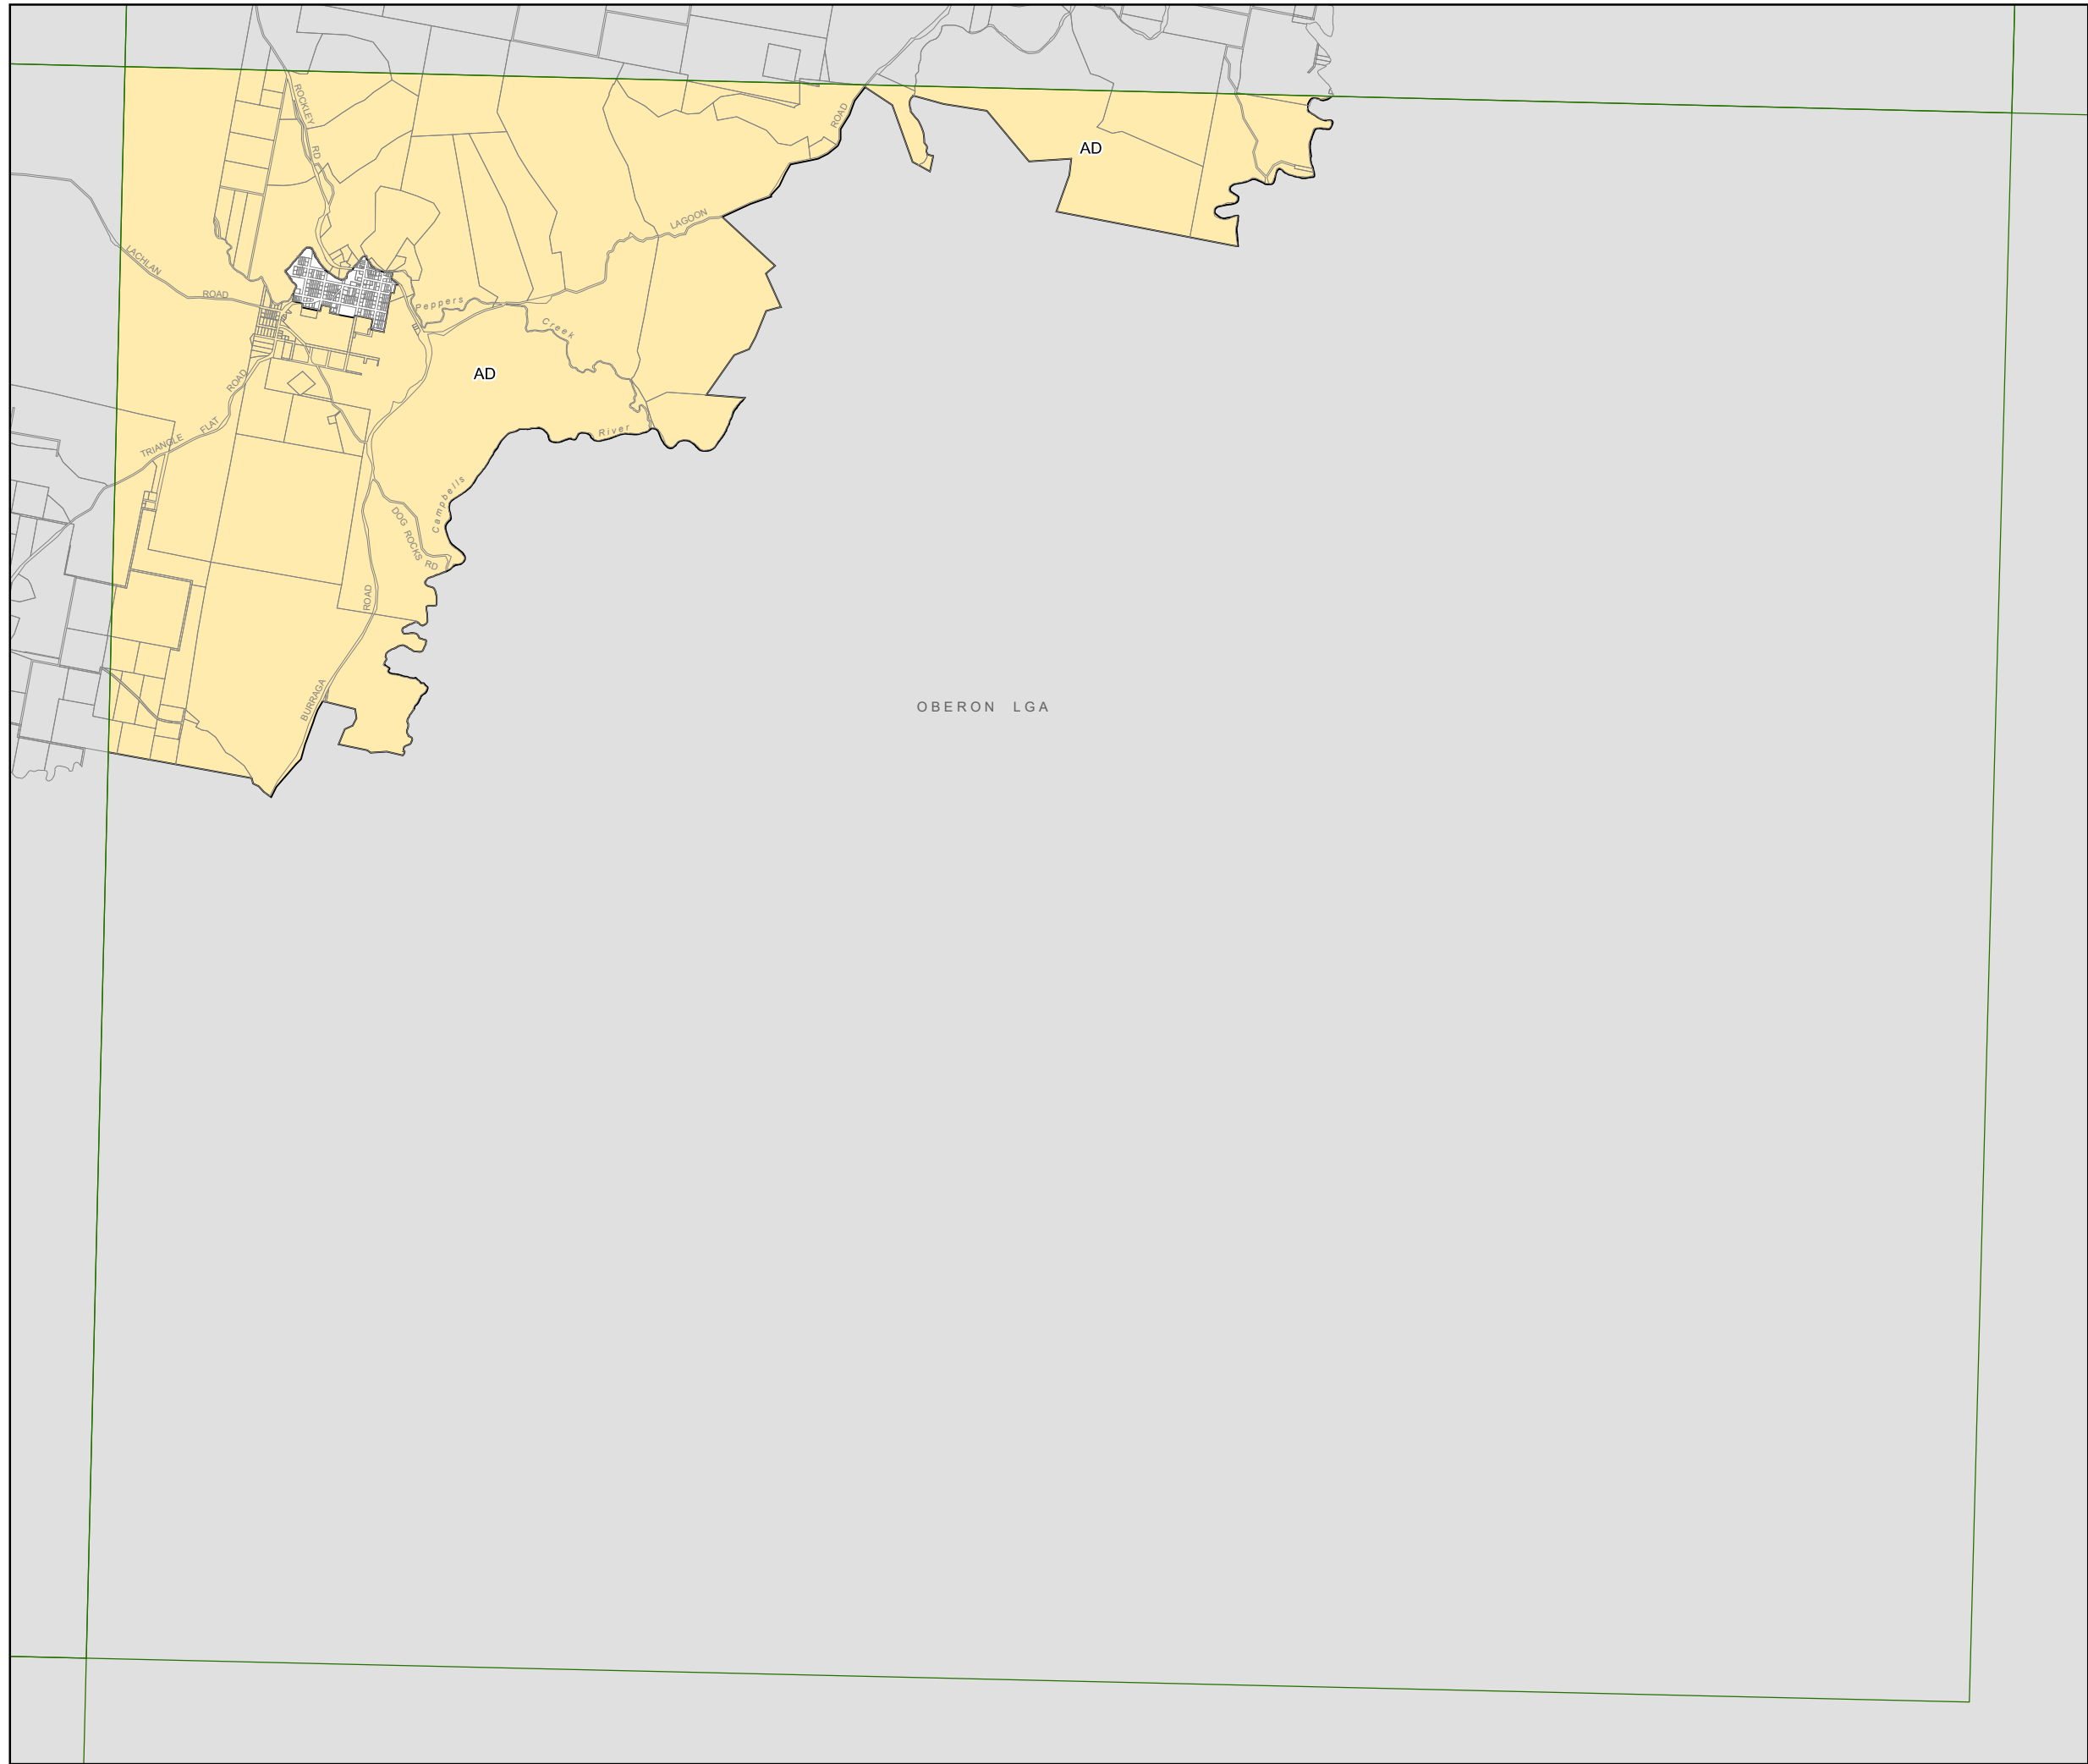 ROCKLEY
RD
ROAD
AD
LAGOON
LACHLAN
ROAD
Peppers
Creek
ROAD
AD
TRIANGLE
FLAT
River
Campbells
DOG ROCKS
RD
ROAD
BURRAGA
OBERON LGA